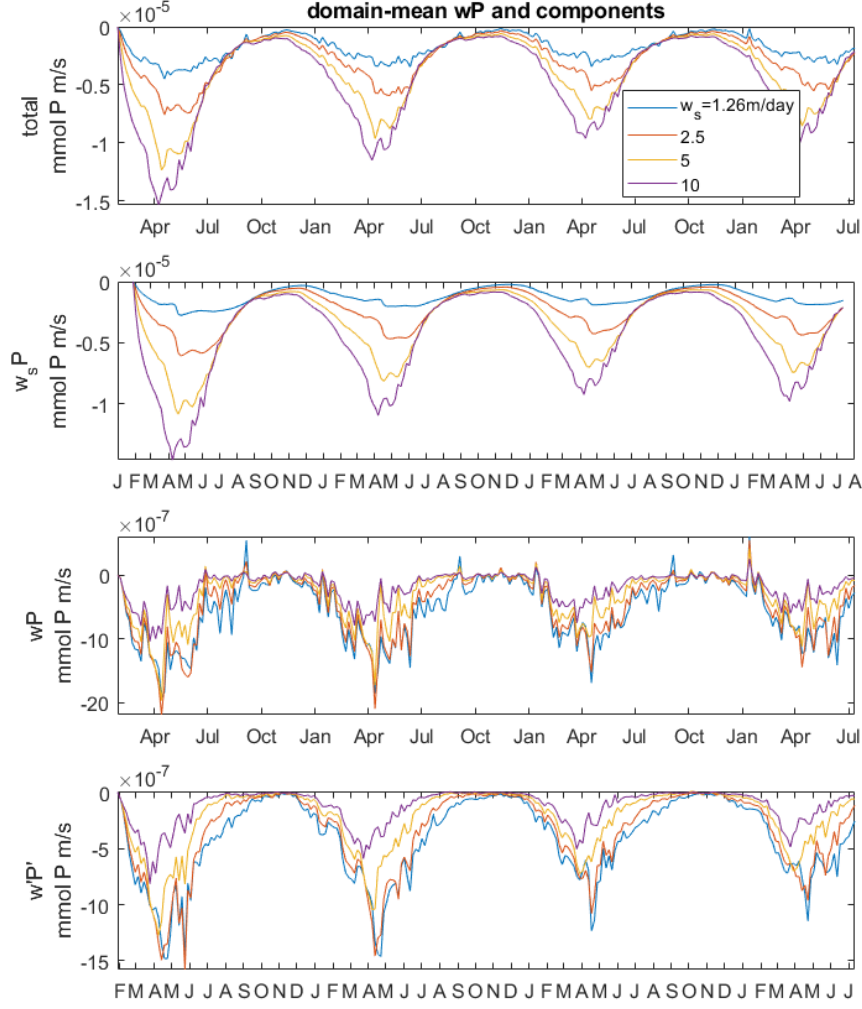 domain-mean wP and components
×10⁻⁵
0
-0.5
-1
-1.5
total
mmol P m/s
w_s=1.26m/day
2.5
5
10
Apr Jul Oct Jan Apr Jul Oct Jan Apr Jul Oct Jan Apr Jul
×10⁻⁵
0
-0.5
-1
w_sP
mmol P m/s
J F M A M J J A S O N D J F M A M J J A S O N D J F M A M J J A S O N D J F M A M J J A
×10⁻⁷
0
-10
-20
wP
mmol P m/s
Apr Jul Oct Jan Apr Jul Oct Jan Apr Jul Oct Jan Apr Jul
×10⁻⁷
0
-5
-10
-15
w'P'
mmol P m/s
F M A M J J A S O N D J F M A M J J A S O N D J F M A M J J A S O N D J F M A M J J